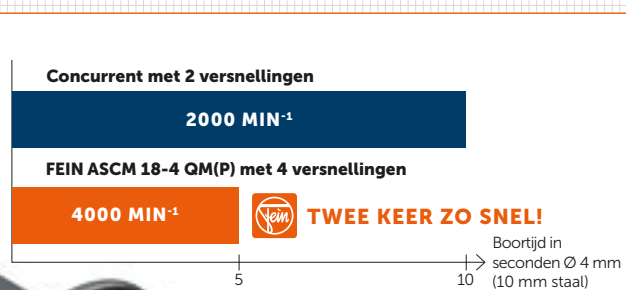 Concurrent met 2 versnellingen
2000 MIN-1
FEIN ASCM 18-4 QM(P) met 4 versnellingen
4000 MIN-1
Fein
TWEE KEER ZO SNEL!
5
10
Boortijd in
seconden Ø 4 mm
(10 mm staal)